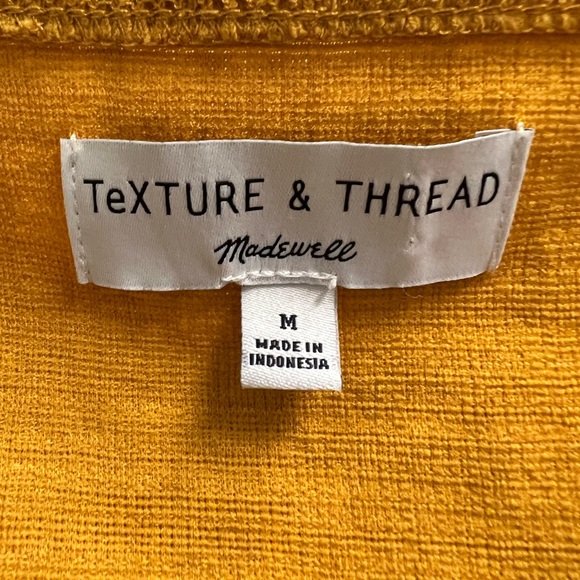 TeXTURE & THREAD
Madewell
M
MADE IN
INDONESIA